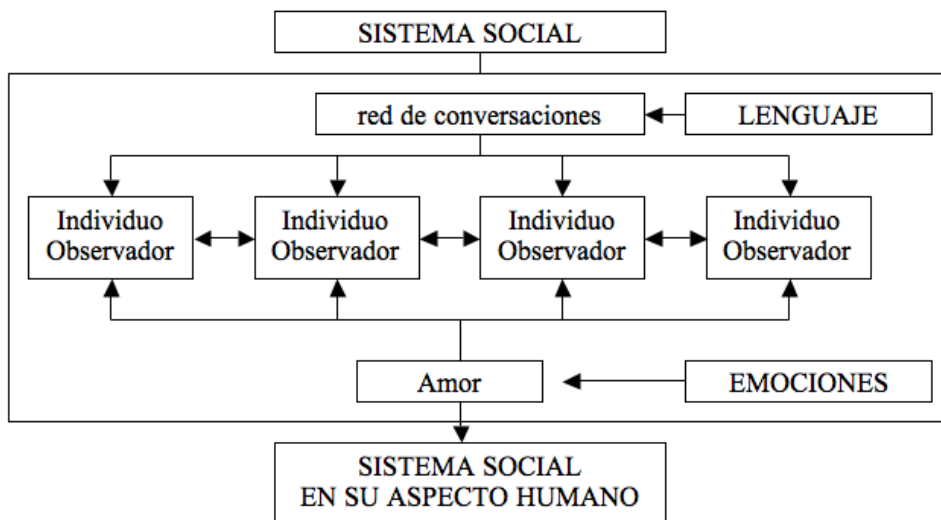 SISTEMA SOCIAL
red de conversaciones
LENGUAJE
Individuo
Observador
Individuo
Observador
Individuo
Observador
Individuo
Observador
Amor
EMOCIONES
SISTEMA SOCIAL
EN SU ASPECTO HUMANO